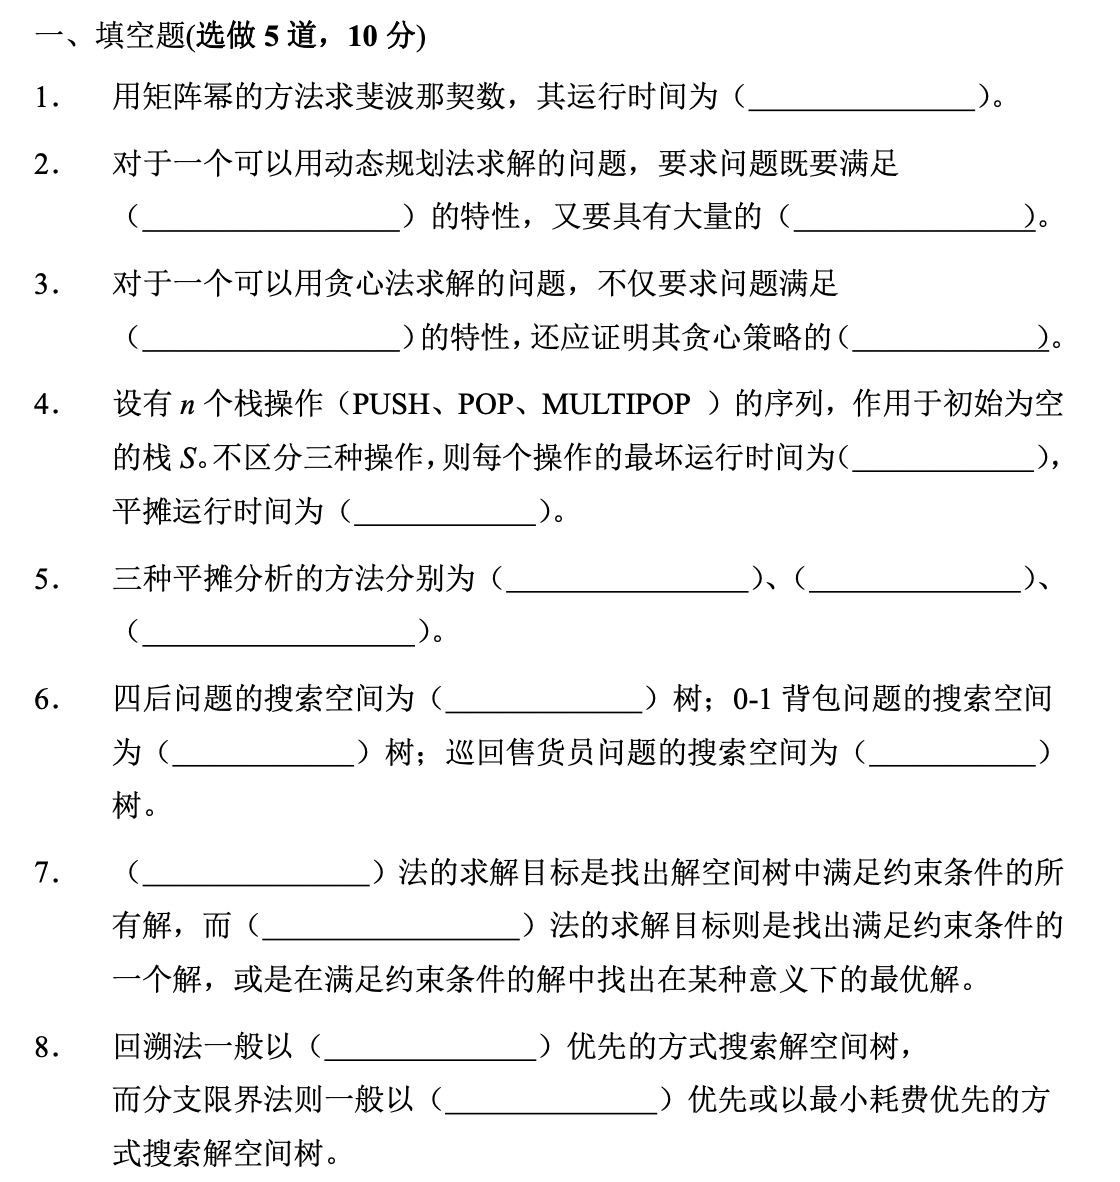 一、填空题(选做 5 道，10 分)
1. 用矩阵幂的方法求斐波那契数，其运行时间为（_______________）。
2. 对于一个可以用动态规划法求解的问题，要求问题既要满足
（_________________）的特性，又要具有大量的（________________）。
3. 对于一个可以用贪心法求解的问题，不仅要求问题满足
（_________________）的特性，还应证明其贪心策略的（_____________）。
4. 设有 n 个栈操作（PUSH、POP、MULTIPOP ）的序列，作用于初始为空
的栈 S。不区分三种操作，则每个操作的最坏运行时间为（____________），
平摊运行时间为（____________）。
5. 三种平摊分析的方法分别为（________________）、（______________）、
（__________________）。
6. 四后问题的搜索空间为（_____________）树；0-1 背包问题的搜索空间
为（____________）树；巡回售货员问题的搜索空间为（___________）
树。
7. （_______________）法的求解目标是找出解空间树中满足约束条件的所
有解，而（_________________）法的求解目标则是找出满足约束条件的
一个解，或是在满足约束条件的解中找出在某种意义下的最优解。
8. 回溯法一般以（______________）优先的方式搜索解空间树，
而分支限界法则一般以（______________）优先或以最小耗费优先的方
式搜索解空间树。